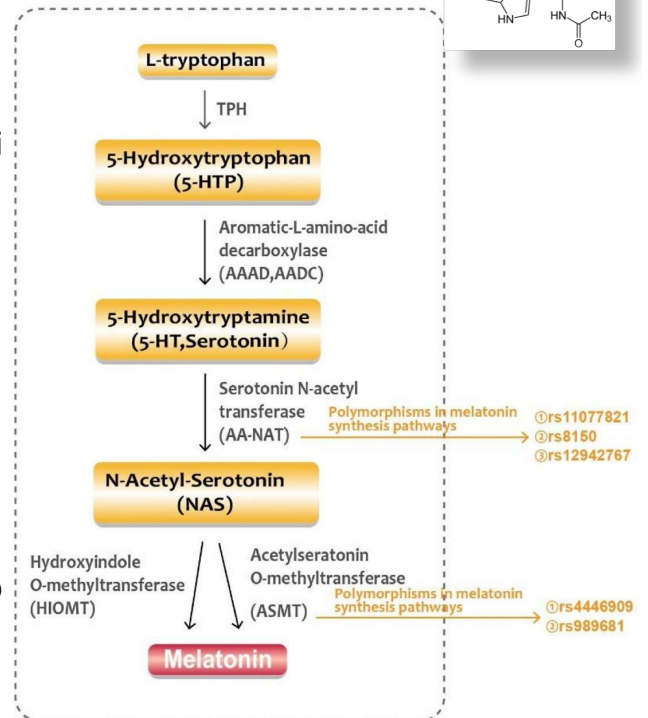 HN
HN
CH3
O
L-tryptophan
TPH
5-Hydroxytryptophan
(5-HTP)
Aromatic-L-amino-acid
decarboxylase
(AAAD,AADC)
5-Hydroxytryptamine
(5-HT,Serotonin）
Serotonin N-acetyl
transferase
(AA-NAT)
Polymorphisms in melatonin
synthesis pathways
①rs11077821
②rs8150
③rs12942767
N-Acetyl-Serotonin
(NAS)
Hydroxyindole
O-methyltransferase
(HIOMT)
Acetylseratonin
O-methyltransferase
(ASMT)
Polymorphisms in melatonin
synthesis pathways
①rs4446909
②rs989681
Melatonin